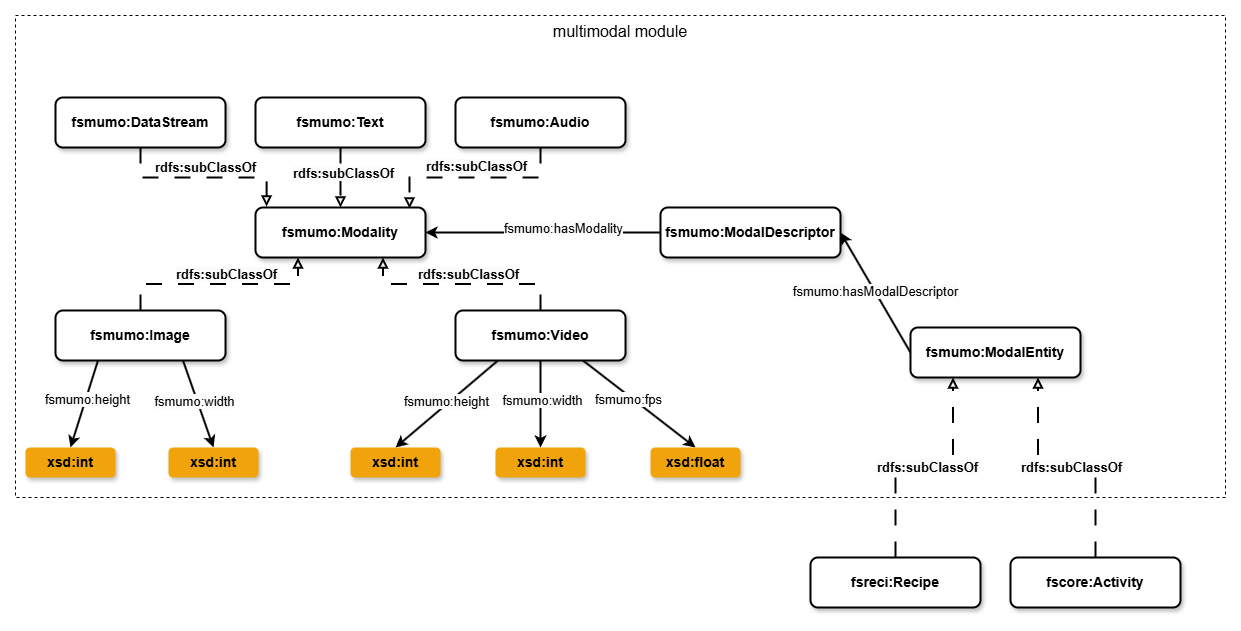 multimodal module
fsmumo:DataStream
fsmumo:Text
fsmumo:Audio
rdfs:subClassOf
rdfs:subClassOf
rdfs:subClassOf
fsmumo:Modality
fsmumo:hasModality
fsmumo:ModalDescriptor
rdfs:subClassOf
rdfs:subClassOf
fsmumo:hasModalDescriptor
fsmumo:Image
fsmumo:Video
fsmumo:ModalEntity
fsmumo:height
fsmumo:width
fsmumo:height
fsmumo:width
fsmumo:fps
xsd:int
xsd:int
xsd:int
xsd:int
xsd:float
rdfs:subClassOf
rdfs:subClassOf
fsreci:Recipe
fscore:Activity